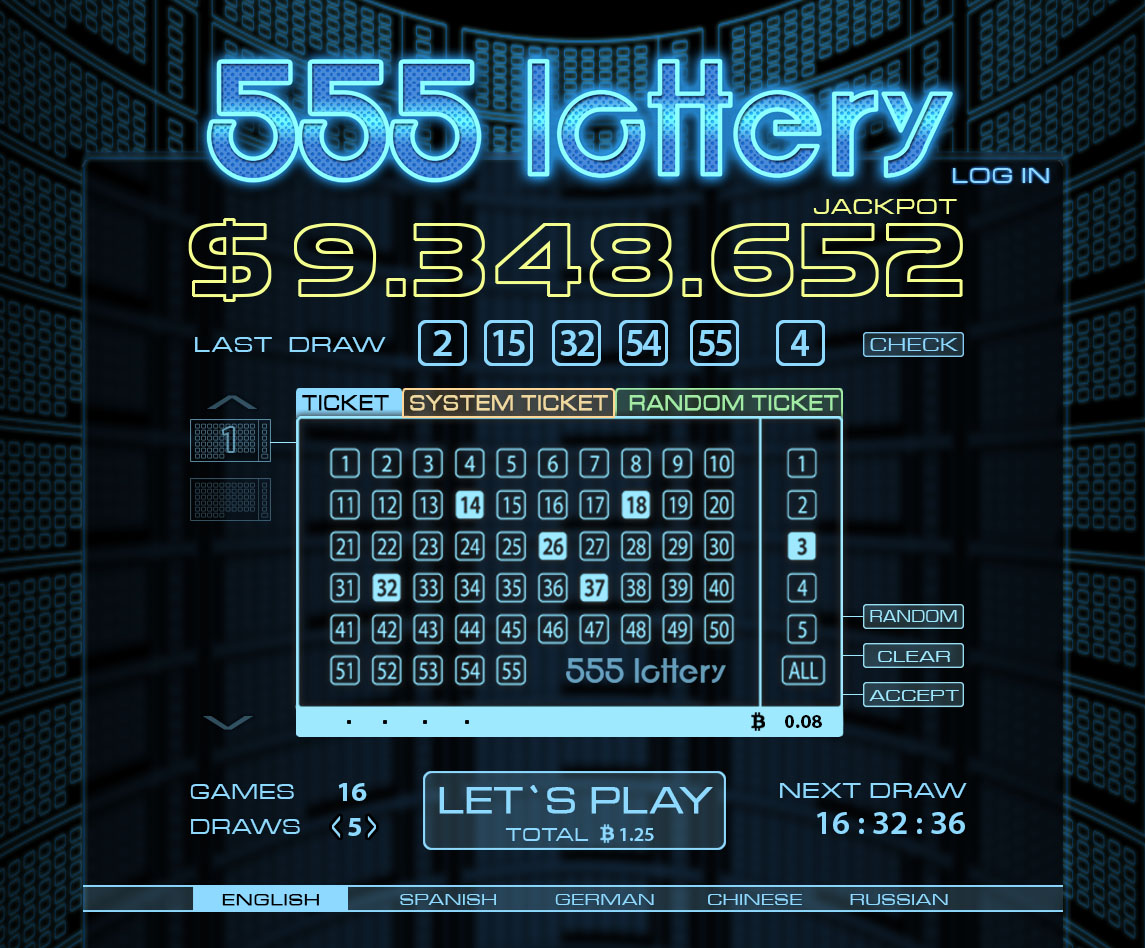 555 lottery
LOG IN
JACKPOT
$ 9.348.652
LAST DRAW 2 15 32 54 55 4 CHECK
TICKET SYSTEM TICKET RANDOM TICKET
1
1 2 3 4 5 6 7 8 9 10 1
11 12 13 14 15 16 17 18 19 20 2
21 22 23 24 25 26 27 28 29 30 3
31 32 33 34 35 36 37 38 39 40 4
41 42 43 44 45 46 47 48 49 50 5
51 52 53 54 55 555 lottery ALL
RANDOM
CLEAR
ACCEPT
. . . . ₿ 0.08
GAMES 16
DRAWS ⟨5⟩
LET`S PLAY
TOTAL ₿ 1.25
NEXT DRAW
16 : 32 : 36
ENGLISH SPANISH GERMAN CHINESE RUSSIAN